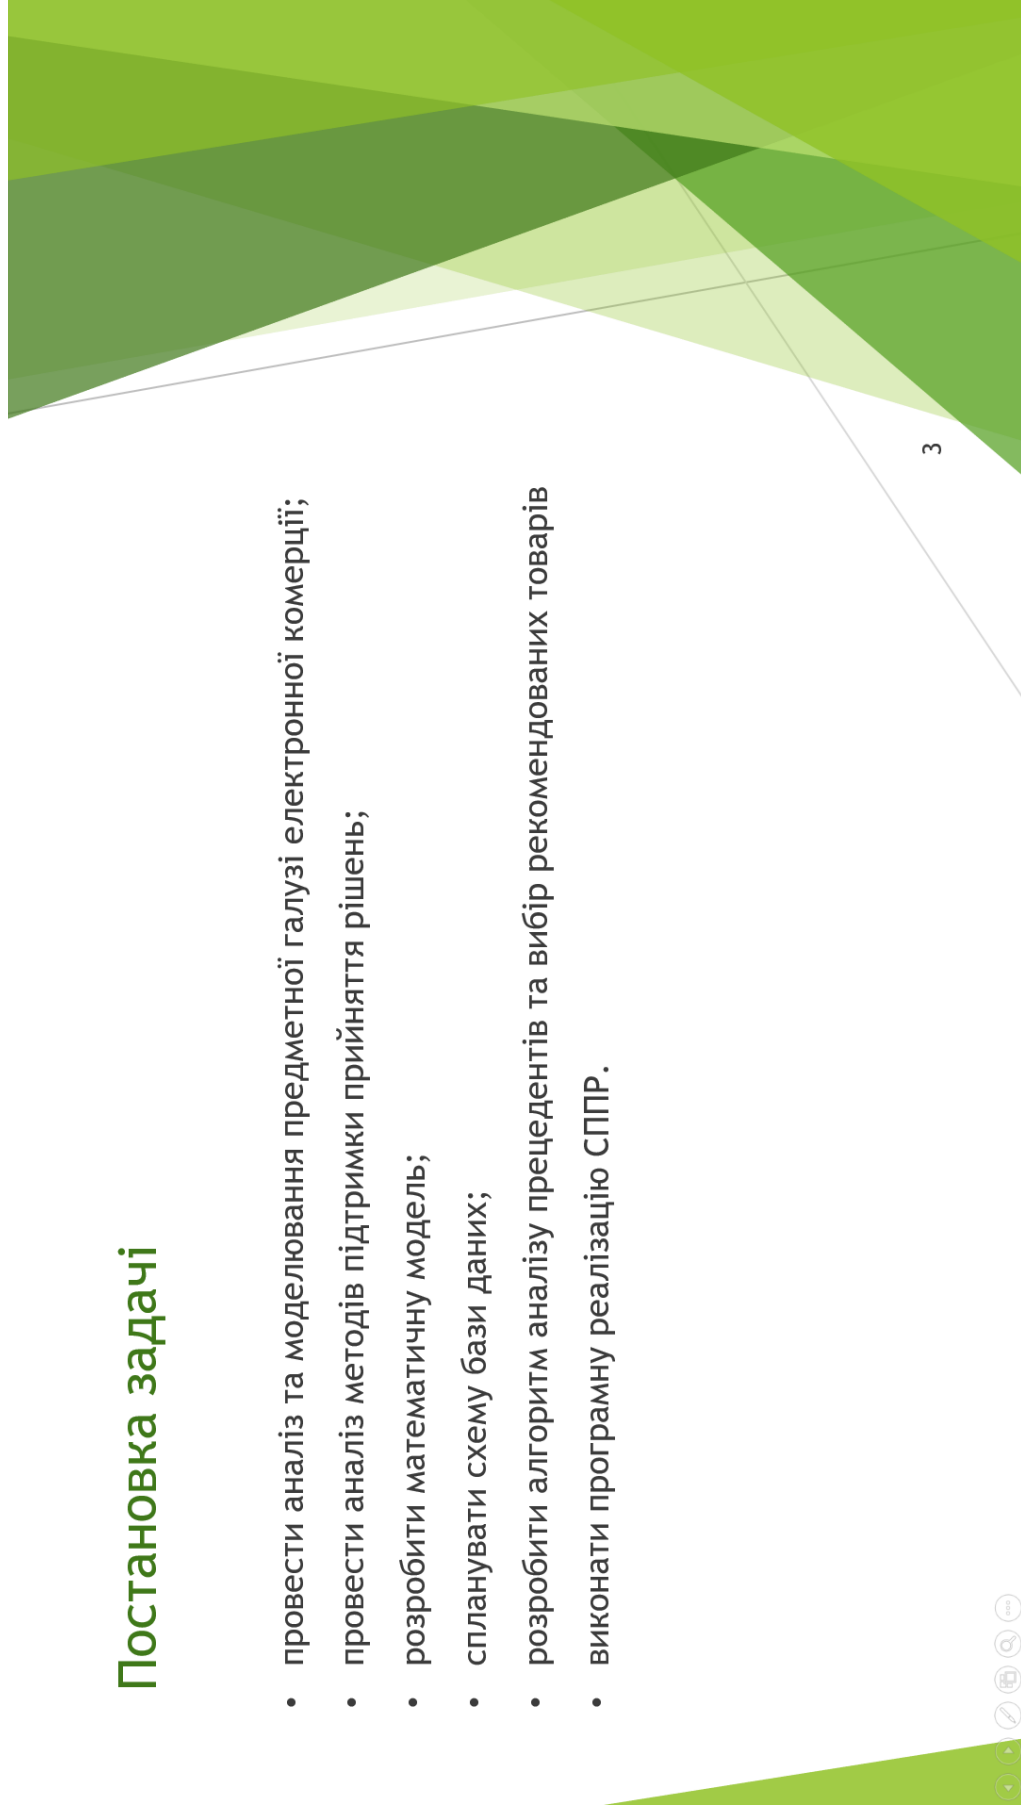 Постановка задачі
• провести аналіз та моделювання предметної галузі електронної комерції;
• провести аналіз методів підтримки прийняття рішень;
• розробити математичну модель;
• спланувати схему бази даних;
• розробити алгоритм аналізу прецедентів та вибір рекомендованих товарів
• виконати програмну реалізацію СППР.
3